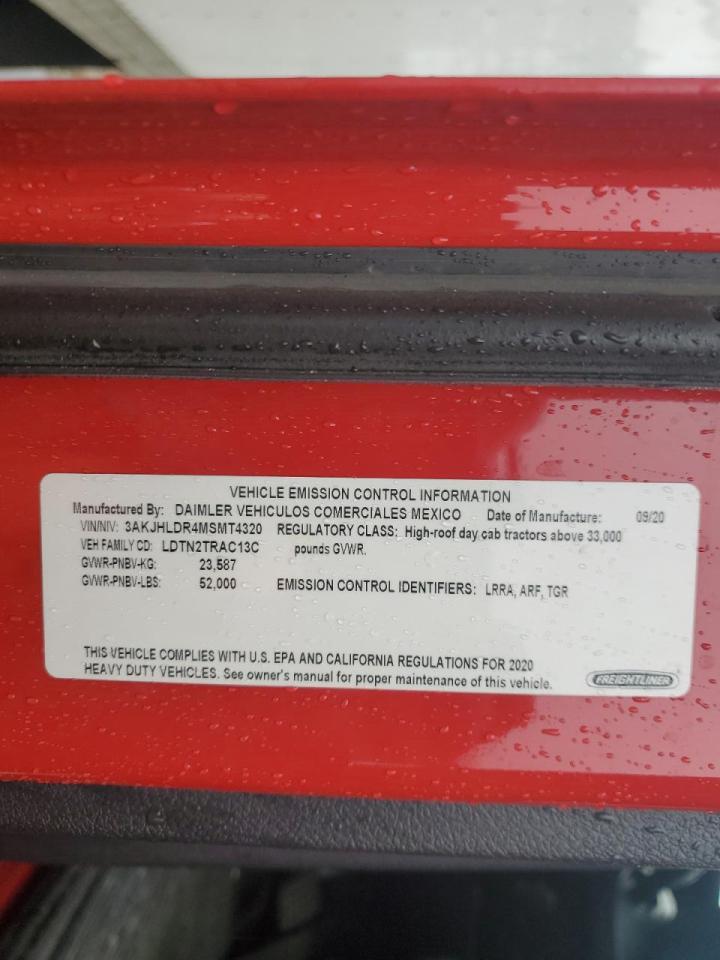 VEHICLE EMISSION CONTROL INFORMATION
Manufactured By: DAIMLER VEHICULOS COMERCIALES MEXICO Date of Manufacture: 09/20
VIN/NIV: 3AKJHLDR4MSMT4320 REGULATORY CLASS: High-roof day cab tractors above 33,000
VEH FAMILY CD: LDTN2TRAC13C pounds GVWR.
GVWR-PNBV-KG: 23,587
GVWR-PNBV-LBS: 52,000 EMISSION CONTROL IDENTIFIERS: LRRA, ARF, TGR
THIS VEHICLE COMPLIES WITH U.S. EPA AND CALIFORNIA REGULATIONS FOR 2020
HEAVY DUTY VEHICLES. See owner's manual for proper maintenance of this vehicle.
FREIGHTLINER